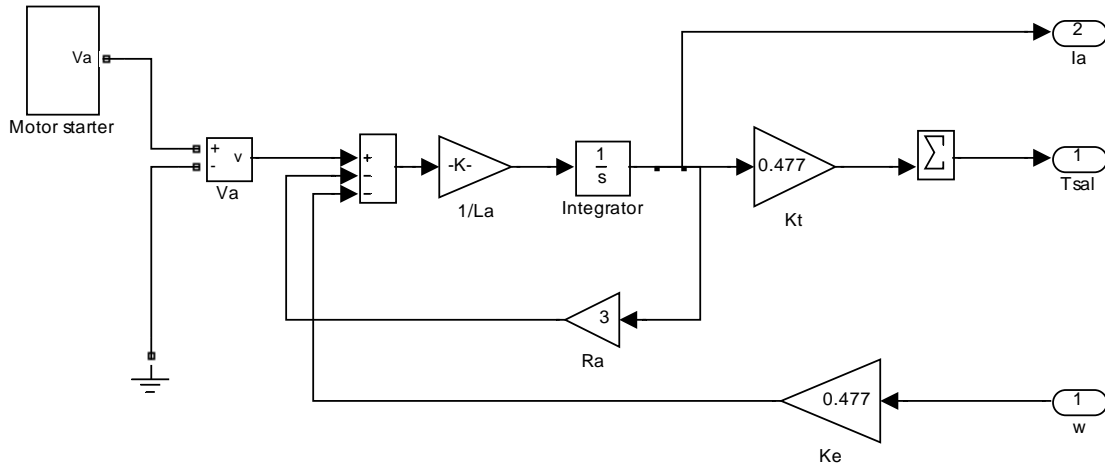 Va
Motor starter
+
-
v
Va
+
−
−
-K-
1/La
1
s
Integrator
0.477
Kt
Σ
2
Ia
1
Tsal
3
Ra
0.477
Ke
1
w